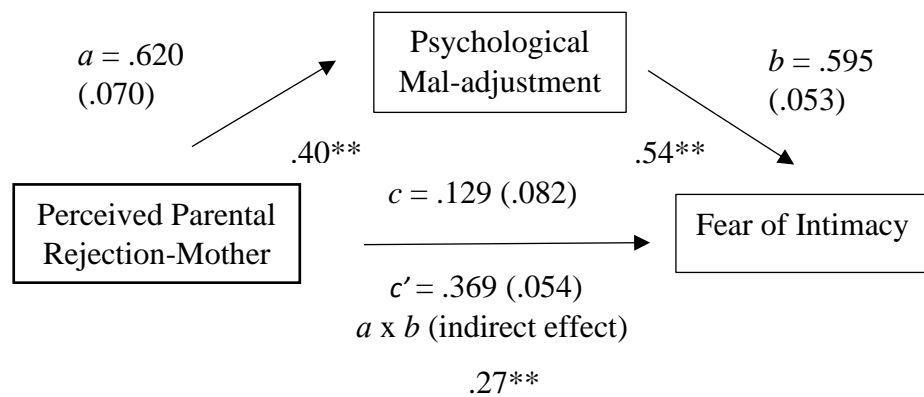 a = .620
(.070)
Psychological
Mal-adjustment
b = .595
(.053)
.40**
.54**
Perceived Parental
Rejection-Mother
c = .129 (.082)
Fear of Intimacy
c′ = .369 (.054)
a x b (indirect effect)
.27**